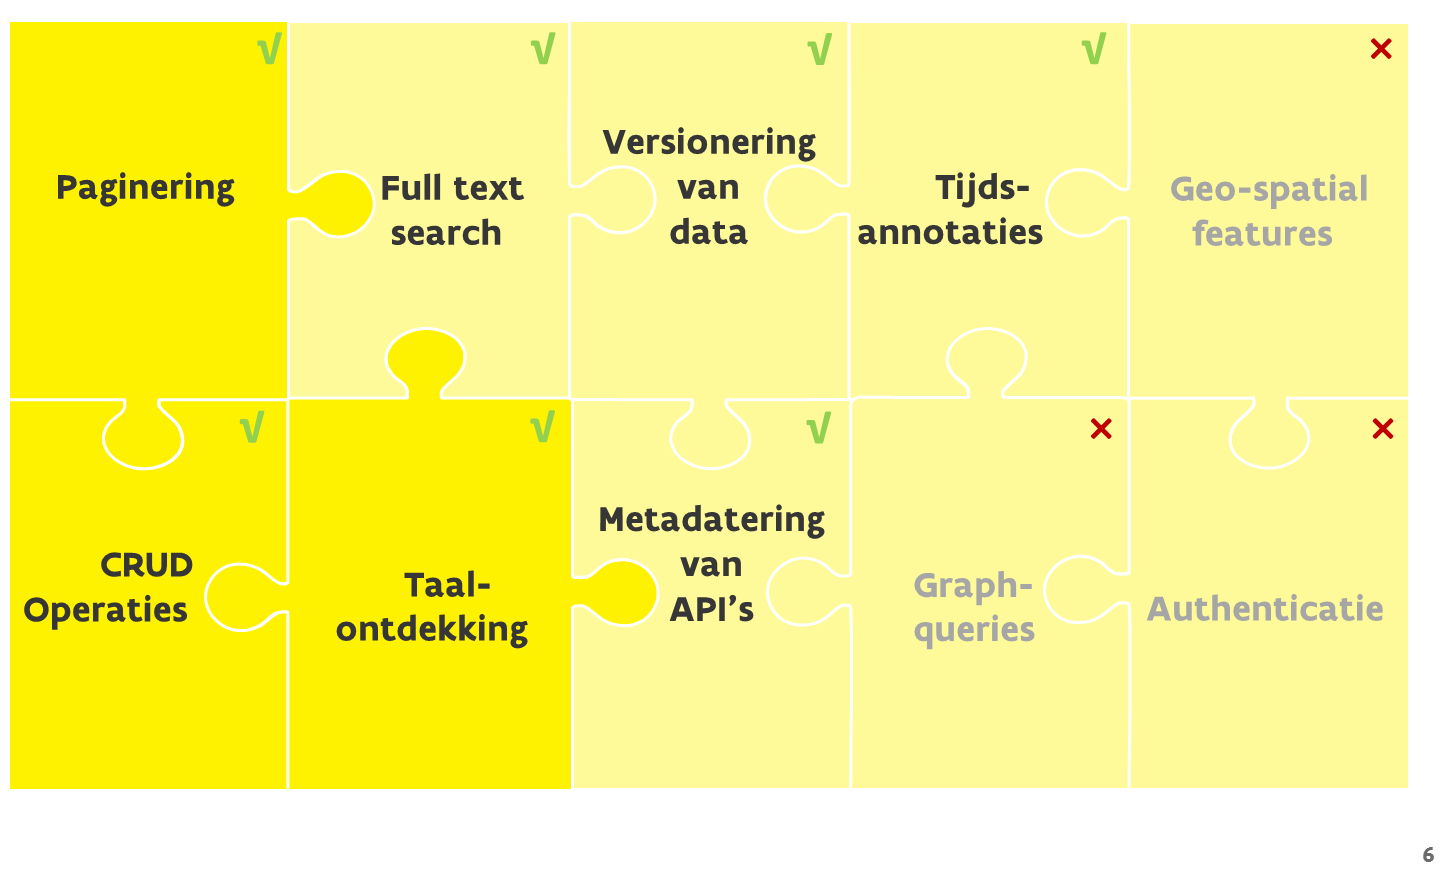 √
√
√
√
×
Paginering
Full text
search
Versionering
van
data
Tijds-
annotaties
Geo-spatial
features
√
√
√
×
×
CRUD
Operaties
Taal-
ontdekking
Metadatering
van
API's
Graph-
queries
Authenticatie
6